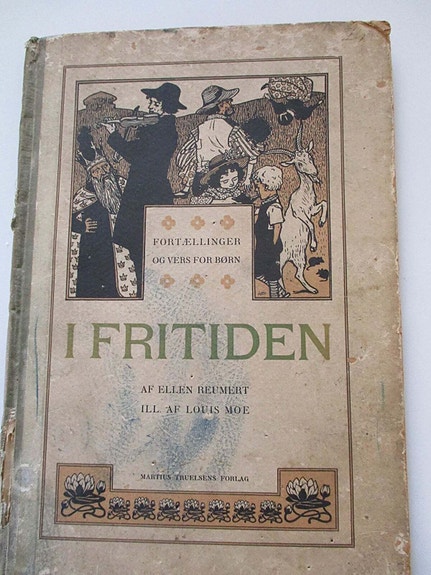 FORTÆLLINGER
OG VERS FOR BØRN
I FRITIDEN
AF ELLEN REUMERT
ILL. AF LOUIS MOE
MARTIUS TRUELSENS FORLAG